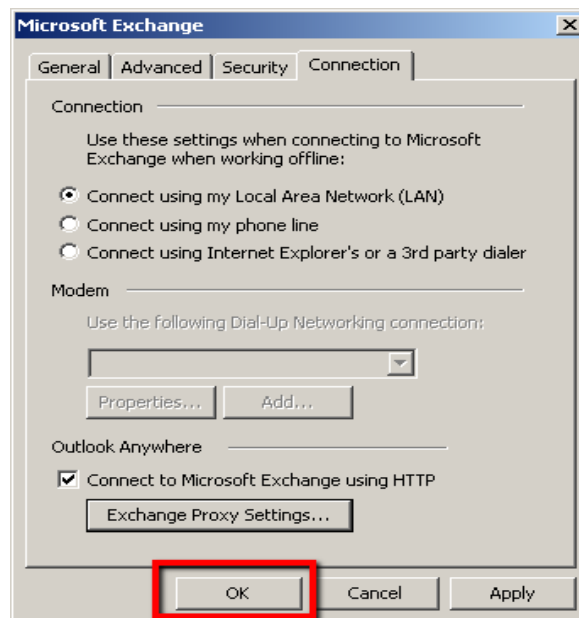 Microsoft Exchange
General Advanced Security Connection
Connection
Use these settings when connecting to Microsoft
Exchange when working offline:
Connect using my Local Area Network (LAN)
Connect using my phone line
Connect using Internet Explorer's or a 3rd party dialer
Modem
Use the following Dial-Up Networking connection:
Properties... Add...
Outlook Anywhere
Connect to Microsoft Exchange using HTTP
Exchange Proxy Settings...
OK Cancel Apply